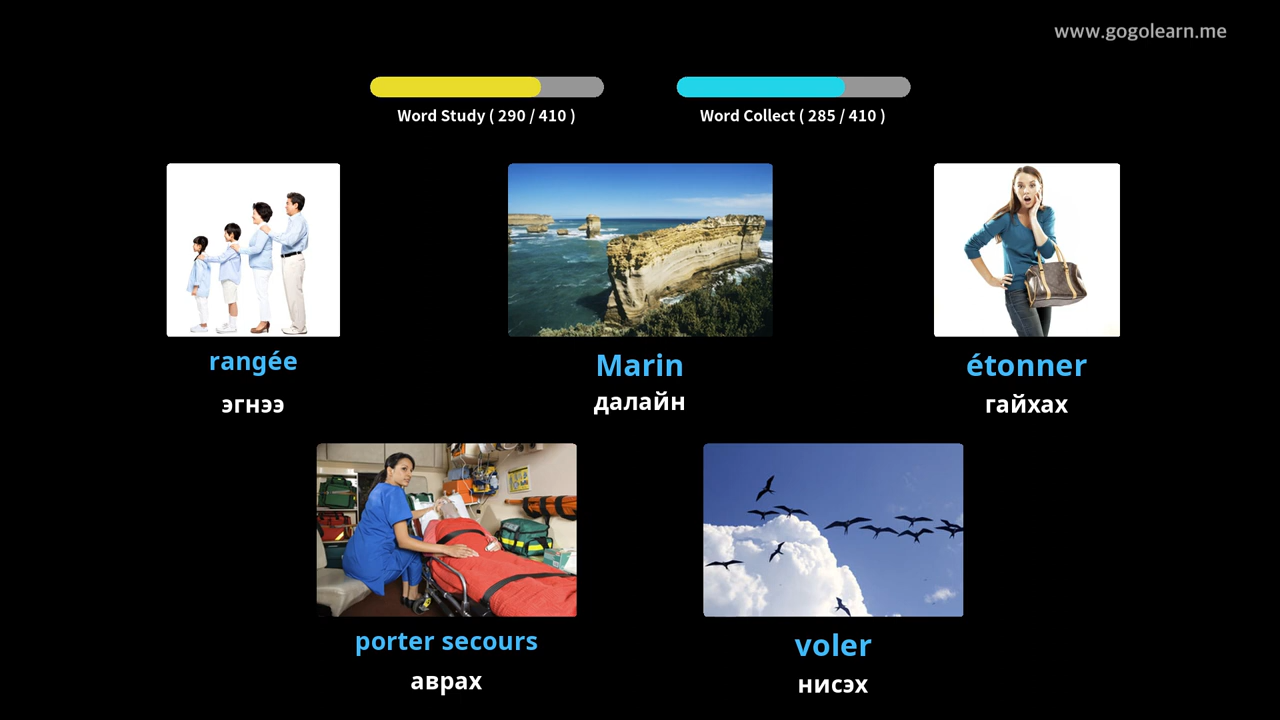 www.gogolearn.me
Word Study ( 290 / 410 )
Word Collect ( 285 / 410 )
rangée
эгнээ
Marin
далайн
étonner
гайхах
porter secours
аврах
voler
нисэх